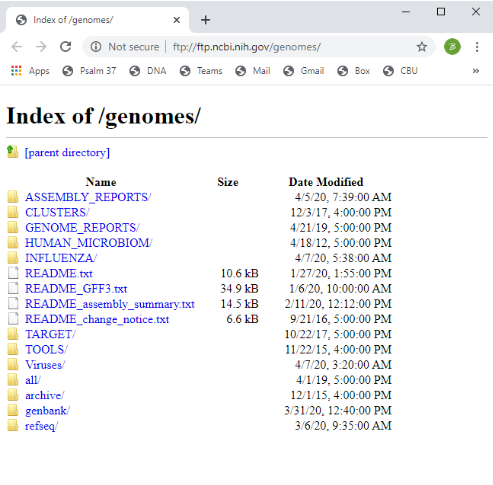 Index of /genomes/
Not secure | ftp://ftp.ncbi.nih.gov/genomes/
B
Apps Psalm 37 DNA Teams Mail Gmail Box CBU »
Index of /genomes/
[parent directory]
Name Size Date Modified
ASSEMBLY_REPORTS/ 4/5/20, 7:39:00 AM
CLUSTERS/ 12/3/17, 4:00:00 PM
GENOME_REPORTS/ 4/21/19, 5:00:00 PM
HUMAN_MICROBIOM/ 4/18/12, 5:00:00 PM
INFLUENZA/ 4/7/20, 5:38:00 AM
README.txt 10.6 kB 1/27/20, 1:55:00 PM
README_GFF3.txt 34.9 kB 1/6/20, 10:00:00 AM
README_assembly_summary.txt 14.5 kB 2/11/20, 12:12:00 PM
README_change_notice.txt 6.6 kB 9/21/16, 5:00:00 PM
TARGET/ 10/22/17, 5:00:00 PM
TOOLS/ 11/22/15, 4:00:00 PM
Viruses/ 4/7/20, 3:20:00 AM
all/ 4/1/19, 5:00:00 PM
archive/ 12/1/15, 4:00:00 PM
genbank/ 3/31/20, 12:40:00 PM
refseq/ 3/6/20, 9:35:00 AM